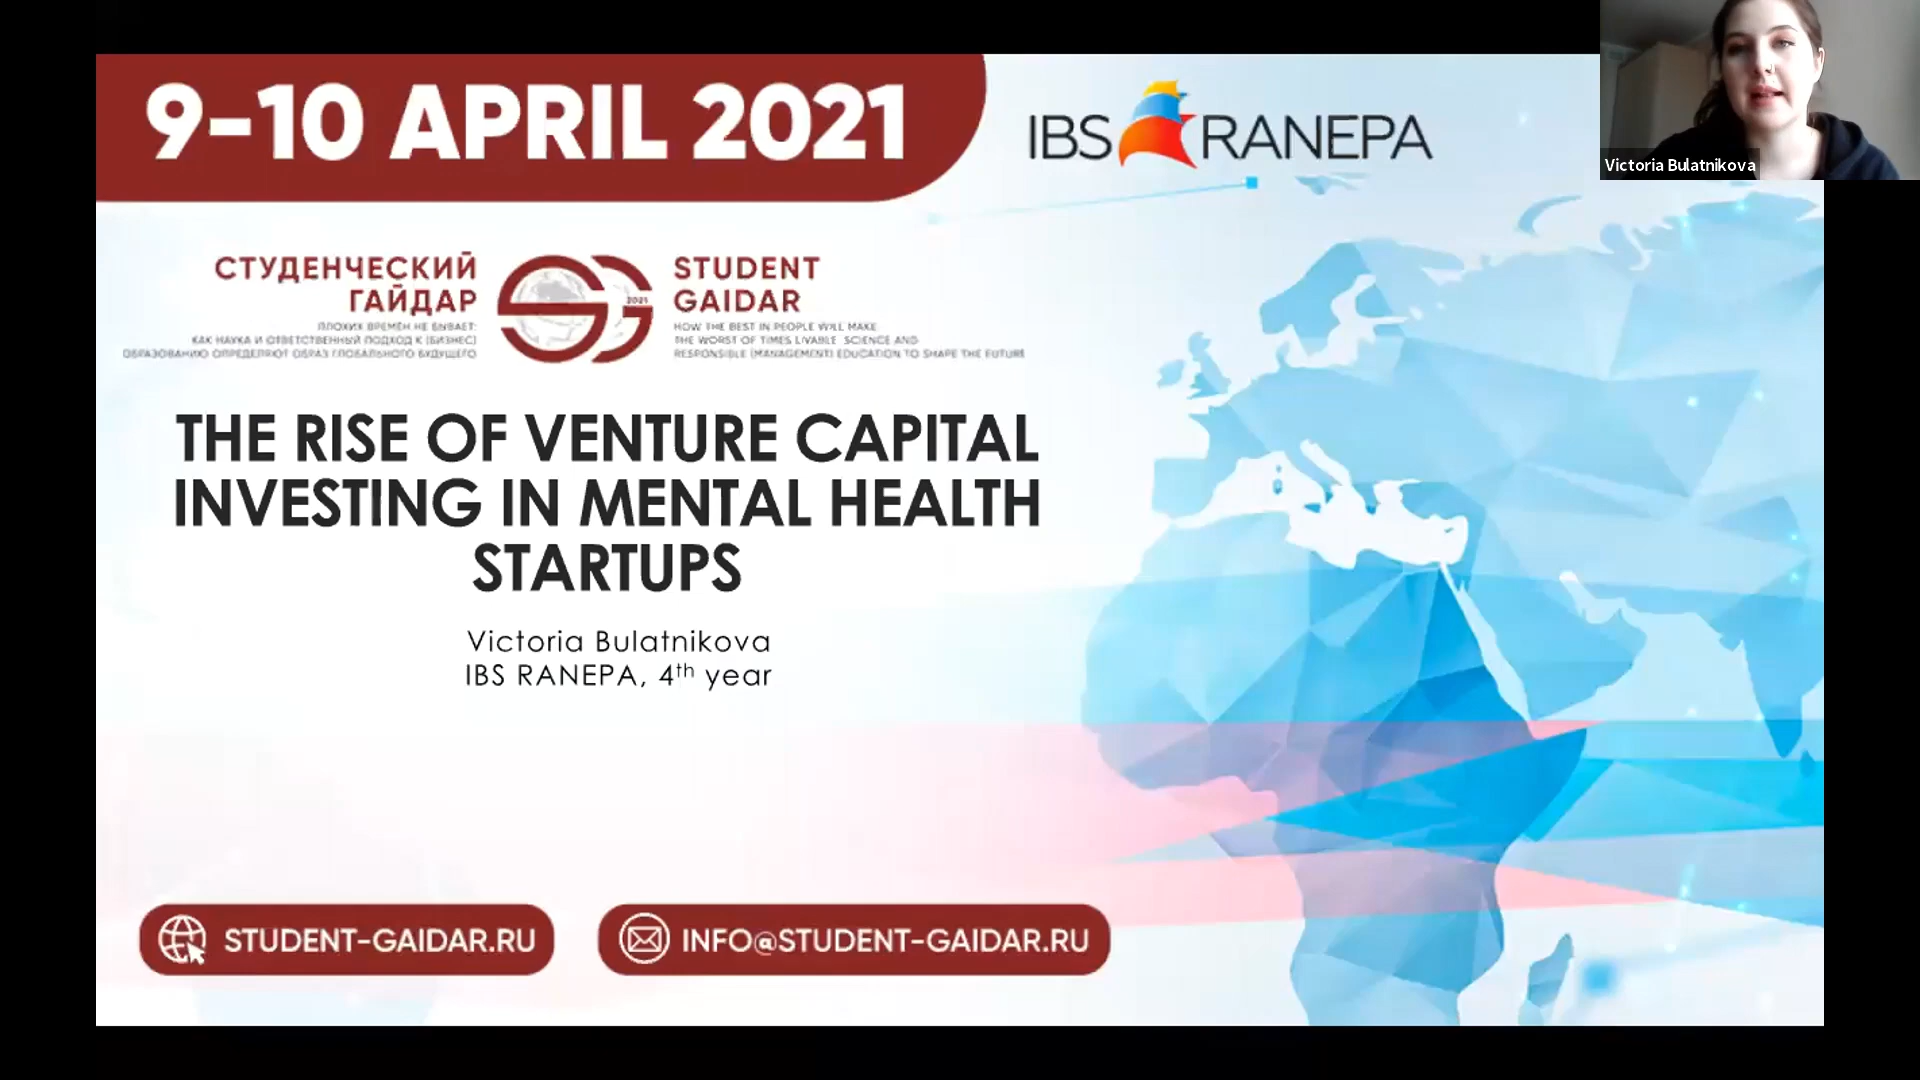 9-10 APRIL 2021
IBS RANEPA
Victoria Bulatnikova
СТУДЕНЧЕСКИЙ
ГАЙДАР
ПЛОХИХ ВРЕМЁН НЕ БЫВАЕТ:
КАК НАУКА И ОТВЕТСТВЕННЫЙ ПОДХОД К (БИЗНЕС)
ОБРАЗОВАНИЮ ОПРЕДЕЛЯЮТ ОБРАЗ ГЛОБАЛЬНОГО БУДУЩЕГО
2021
STUDENT
GAIDAR
HOW THE BEST IN PEOPLE WILL MAKE
THE WORST OF TIMES LIVABLE SCIENCE AND
RESPONSIBLE (MANAGEMENT) EDUCATION TO SHAPE THE FUTURE
THE RISE OF VENTURE CAPITAL
INVESTING IN MENTAL HEALTH
STARTUPS
Victoria Bulatnikova
IBS RANEPA, 4th year
STUDENT-GAIDAR.RU
INFO@STUDENT-GAIDAR.RU